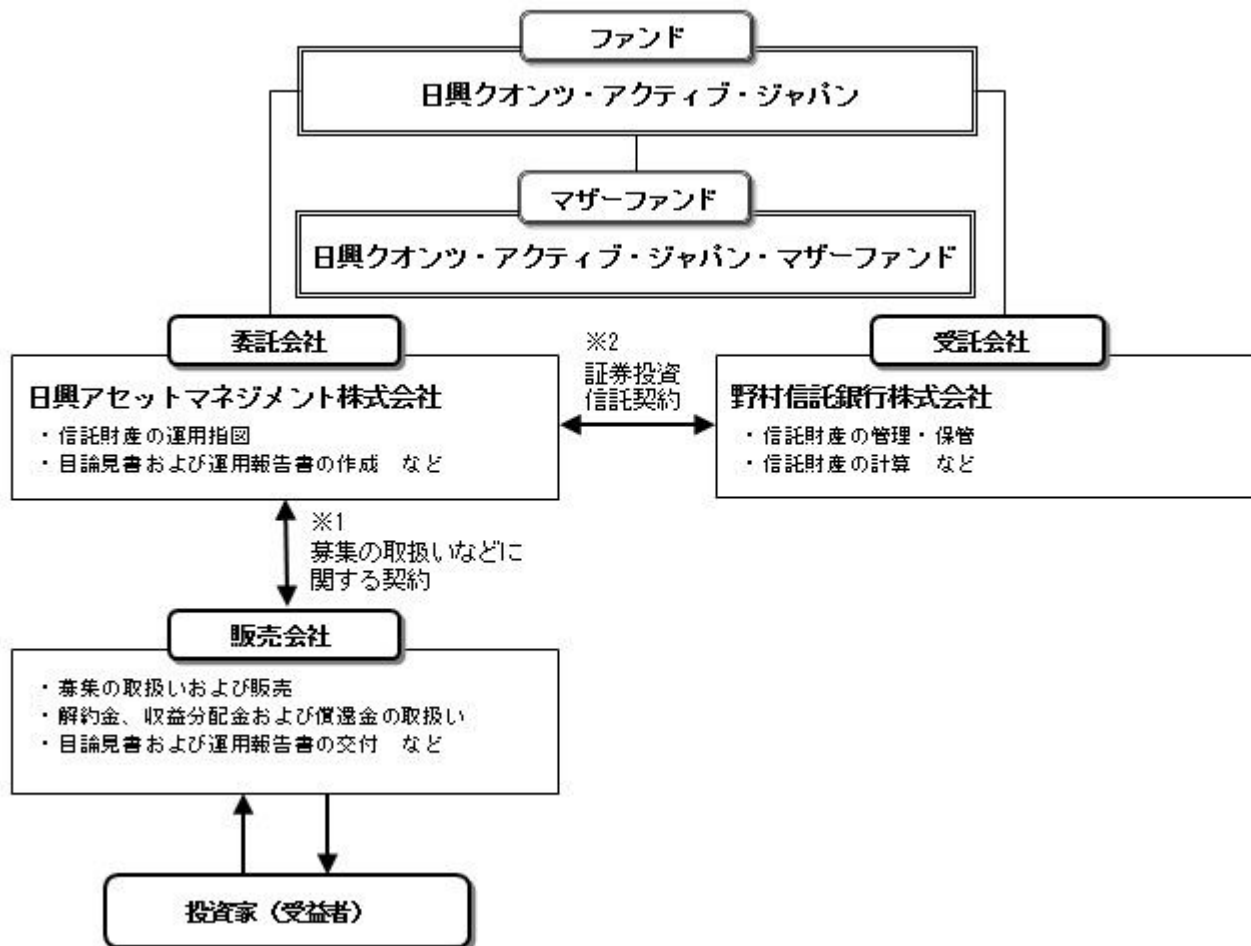 ファンド
日興クオンツ・アクティブ・ジャパン
マザーファンド
日興クオンツ・アクティブ・ジャパン・マザーファンド
委託会社
日興アセットマネジメント株式会社
・信託財産の運用指図
・目論見書および運用報告書の作成 など
※2
証券投資
信託契約
受託会社
野村信託銀行株式会社
・信託財産の管理・保管
・信託財産の計算 など
※1
募集の取扱いなどに
関する契約
販売会社
・募集の取扱いおよび販売
・解約金、収益分配金および償還金の取扱い
・目論見書および運用報告書の交付 など
投資家（受益者）